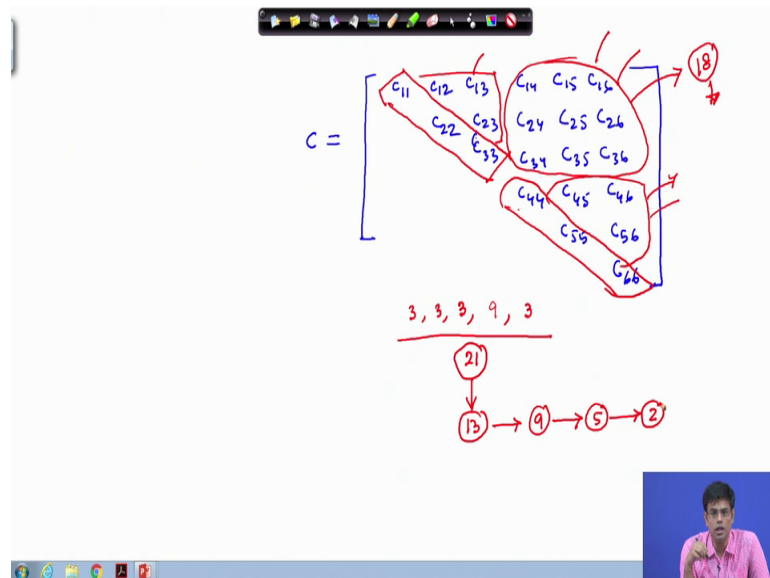 C11 C12 C13 C14 C15 C16 18
C22 C23 C24 C25 C26
C =
C33 C34 C35 C36
C44 C45 C46
C55 C56
C66
3, 3, 3, 9, 3
21
13 → 9 → 5 → 2